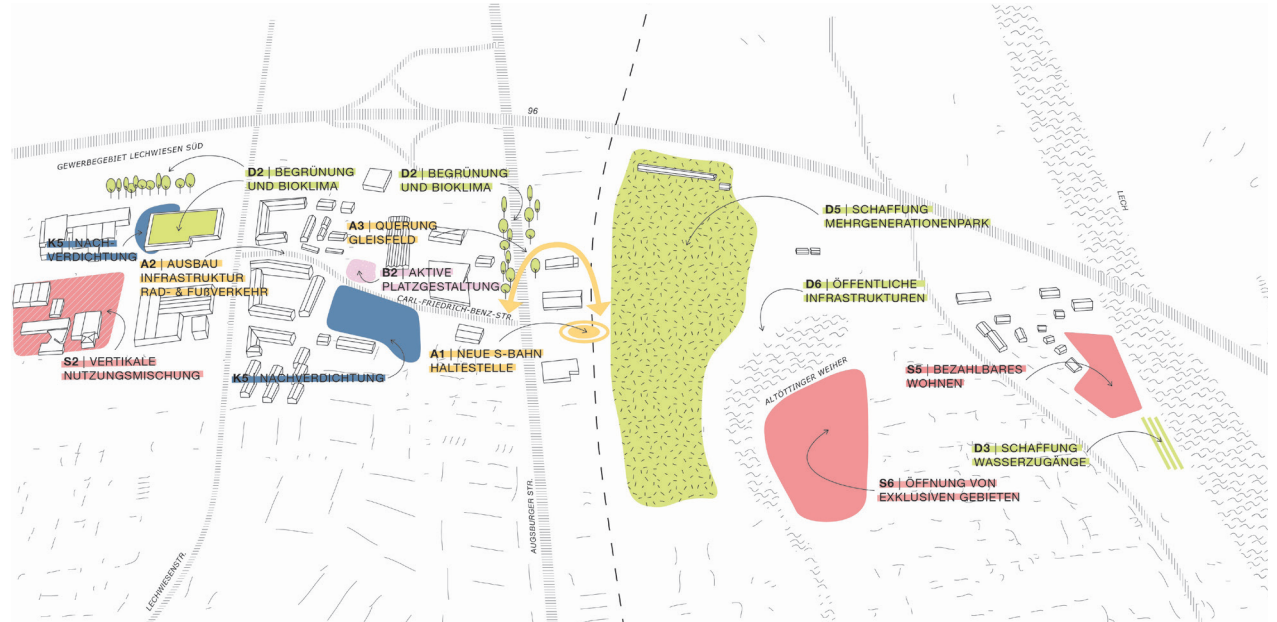 96
GEWERBEGEBIET LECHWIESEN SÜD
LECH
D2 | BEGRÜNUNG
UND BIOKLIMA
D2 | BEGRÜNUNG
UND BIOKLIMA
D5 | SCHAFFUNG
MEHRGENERATIONENPARK
A3 | QUERUNG
GLEISFELD
K5 | NACH-
VERDICHTUNG
A2 | AUSBAU
INFRASTRUKTUR
RAD- & FUẞVERKEHR
B2 | AKTIVE
PLATZGESTALTUNG
D6 | ÖFFENTLICHE
INFRASTRUKTUREN
CARL-FRIEDRICH-BENZ-STR.
S2 | VERTIKALE
NUTZUNGSMISCHUNG
K5 | NACHVERDICHTUNG
A1 | NEUE S-BAHN
HALTESTELLE
ALTÖTTINGER WEIHER
S5 | BEZAHLBARES
WOHNEN
D3 | SCHAFFUNG
WASSERZUGÄNGE
S6 | ÖFFNUNG VON
EXKLUSIVEN GEBIETEN
AUGSBURGER STR.
LECHWIESENSTR.